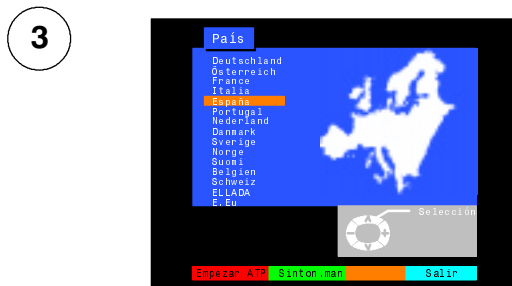 3
País
Deutschland
Österreich
France
Italia
España
Portugal
Nederland
Danmark
Sverige
Norge
Suomi
Belgien
Schweiz
ELLADA
E.Eu
Selección
Empezar ATP
Sinton.man
Salir